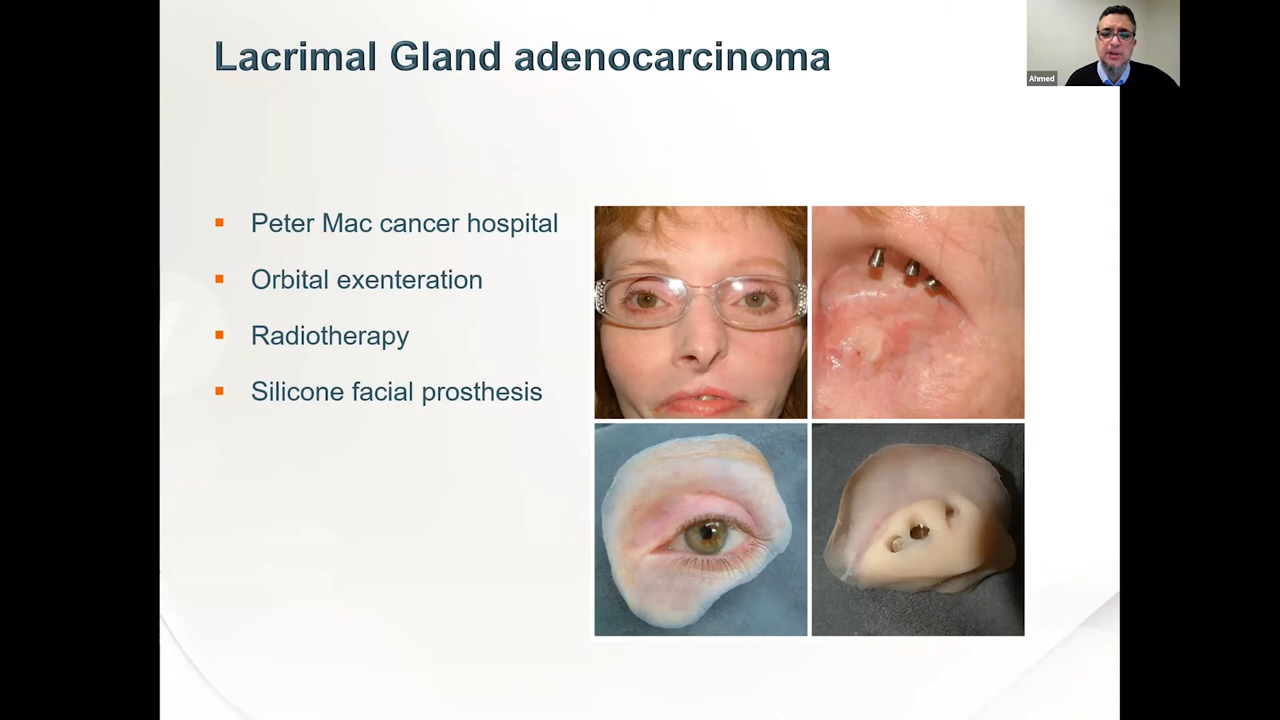 Lacrimal Gland adenocarcinoma
Ahmed
Peter Mac cancer hospital
Orbital exenteration
Radiotherapy
Silicone facial prosthesis